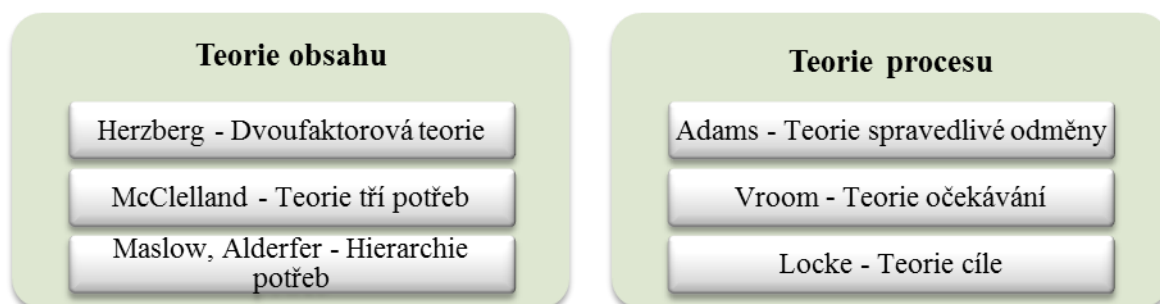 Teorie obsahu
Herzberg - Dvoufaktorová teorie
McClelland - Teorie tří potřeb
Maslow, Alderfer - Hierarchie
potřeb
Teorie procesu
Adams - Teorie spravedlivé odměny
Vroom - Teorie očekávání
Locke - Teorie cíle